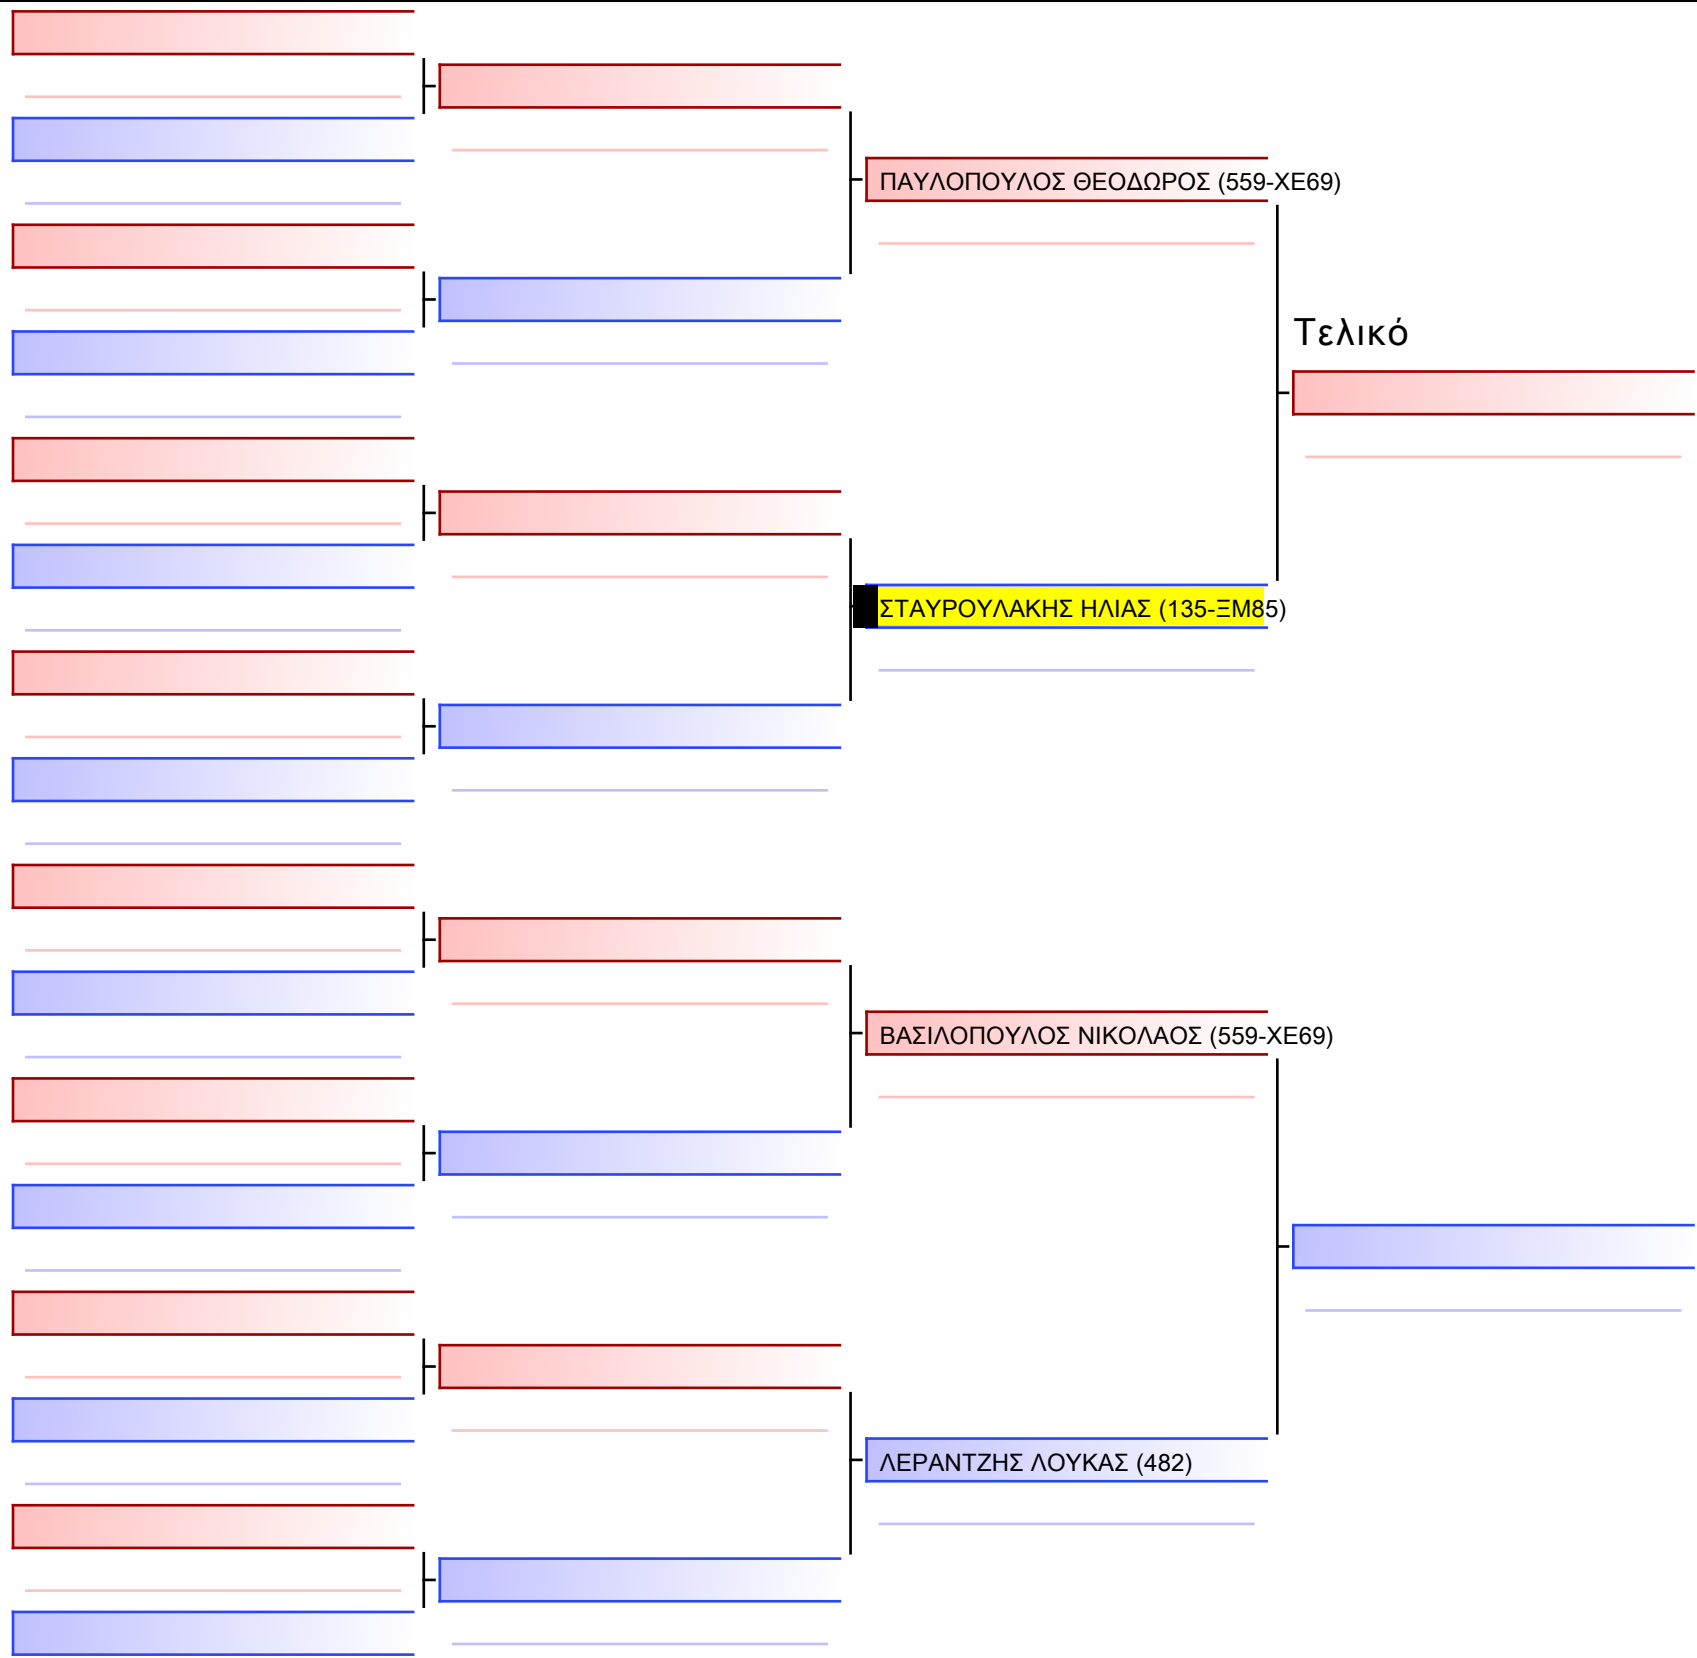 ΠΑΥΛΟΠΟΥΛΟΣ ΘΕΟΔΩΡΟΣ (559-ΧΕ69)
Τελικό
ΣΤΑΥΡΟΥΛΑΚΗΣ ΗΛΙΑΣ (135-ΞΜ85)
ΒΑΣΙΛΟΠΟΥΛΟΣ ΝΙΚΟΛΑΟΣ (559-ΧΕ69)
ΛΕΡΑΝΤΖΗΣ ΛΟΥΚΑΣ (482)